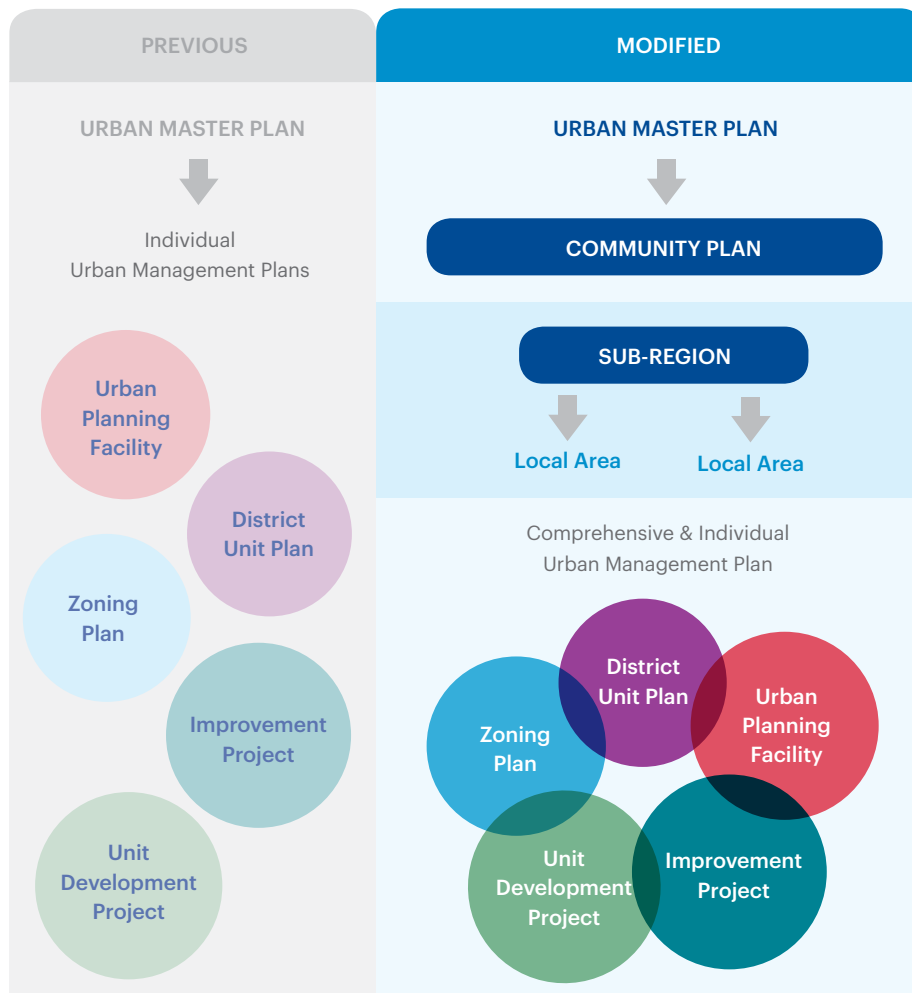 PREVIOUS
URBAN MASTER PLAN
Individual
Urban Management Plans
Urban
Planning
Facility
District
Unit Plan
Zoning
Plan
Improvement
Project
Unit
Development
Project
MODIFIED
URBAN MASTER PLAN
COMMUNITY PLAN
SUB-REGION
Local Area
Local Area
Comprehensive & Individual
Urban Management Plan
District
Unit Plan
Urban
Planning
Facility
Zoning
Plan
Unit
Development
Project
Improvement
Project